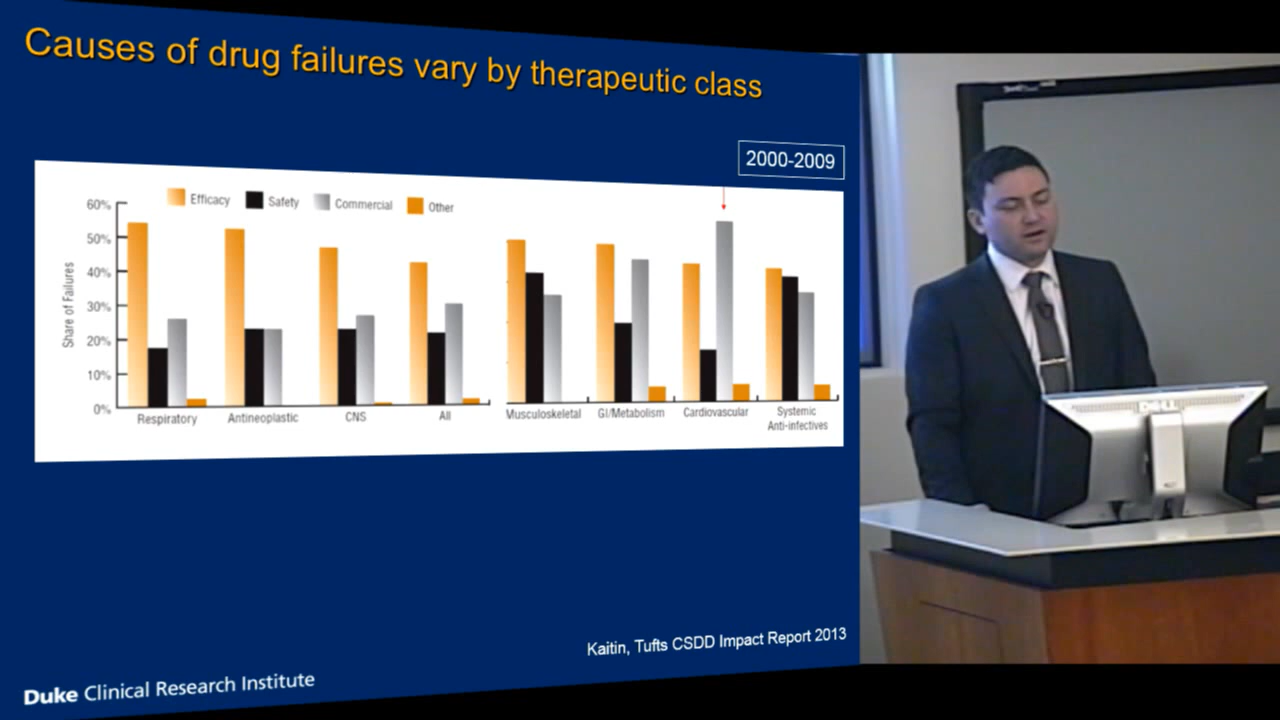 Causes of drug failures vary by therapeutic class
2000-2009
Efficacy Safety Commercial Other
Share of Failures
60%
50%
40%
30%
20%
10%
0%
Respiratory Antineoplastic CNS All Musculoskeletal GI/Metabolism Cardiovascular Systemic
Anti-infectives
DELL
Kaitin, Tufts CSDD Impact Report 2013
Duke Clinical Research Institute